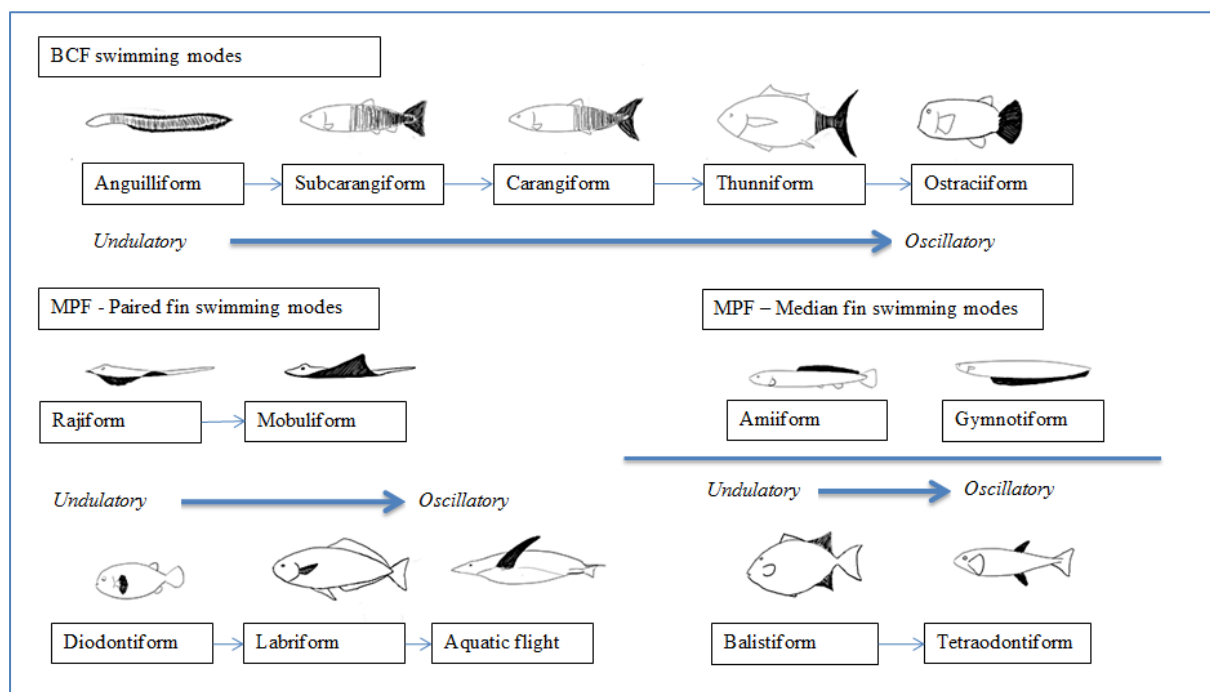 BCF swimming modes
Anguilliform
Subcarangiform
Carangiform
Thunniform
Ostraciiform
Undulatory
Oscillatory
MPF - Paired fin swimming modes
MPF – Median fin swimming modes
Rajiform
Mobuliform
Amiiform
Gymnotiform
Undulatory
Oscillatory
Undulatory
Oscillatory
Diodontiform
Labriform
Aquatic flight
Balistiform
Tetraodontiform